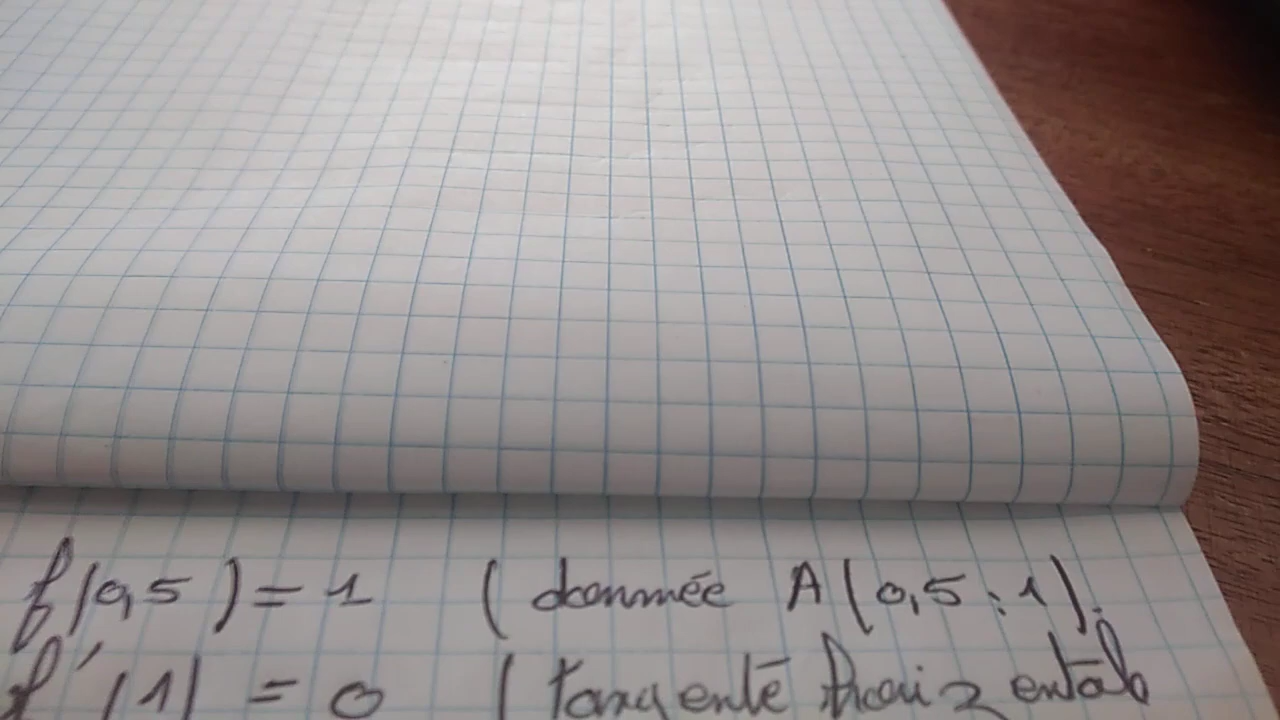 f(0,5) = 1 ( donnée A(0,5 ; 1).
f'(1) = 0 ( tangente horizontale